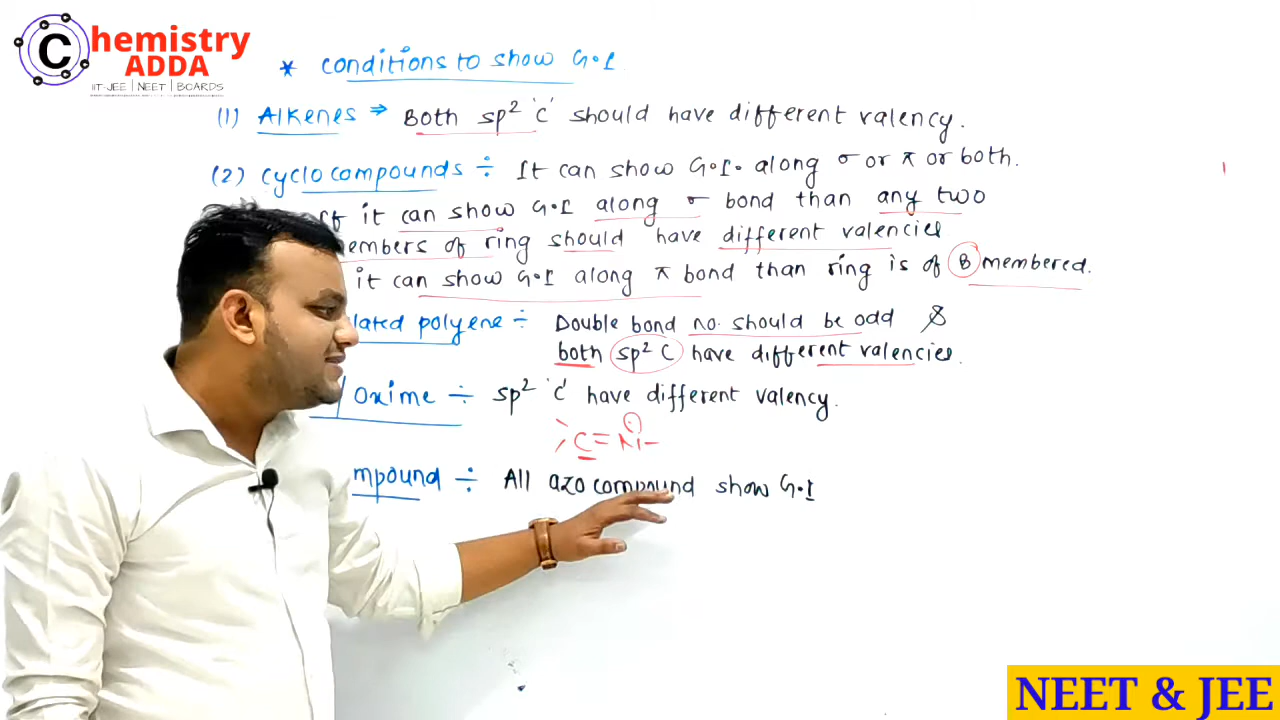 Chemistry
ADDA
IIT-JEE | NEET | BOARDS
* conditions to show G.I
(1) Alkenes → Both sp² 'c' should have different valency.
(2) cyclocompounds ÷ It can show G.I. along σ or π or both.
If it can show G.I along σ bond than any two
members of ring should have different valencies
it can show G.I along π bond than ring is of 8 membered.
lated polyene ÷ Double bond no. should be odd &
both sp² C have different valencies.
/ Oxime ÷ sp² 'c' have different valency.
C=N-
mpound ÷ All azo compound show G.I
NEET & JEE